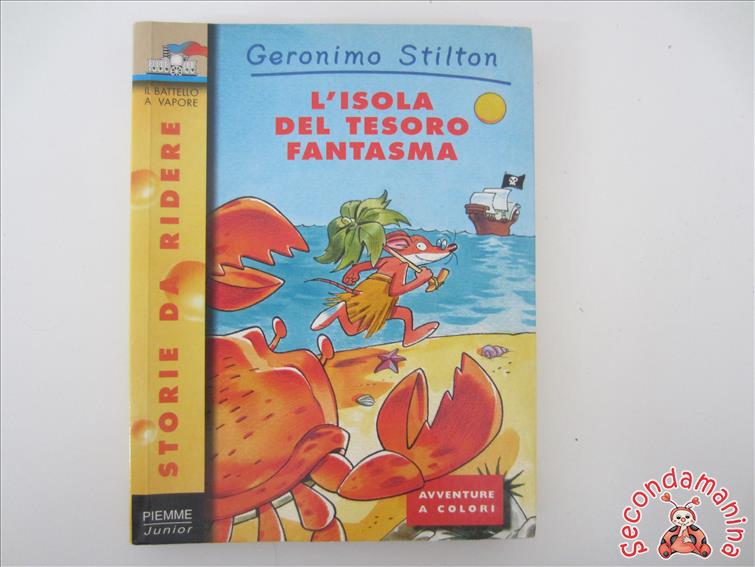 Geronimo Stilton
L'ISOLA
DEL TESORO
FANTASMA
IL BATTELLO
A VAPORE
STORIE DA RIDERE
AVVENTURE
A COLORI
PIEMME
Junior
Secondamanina